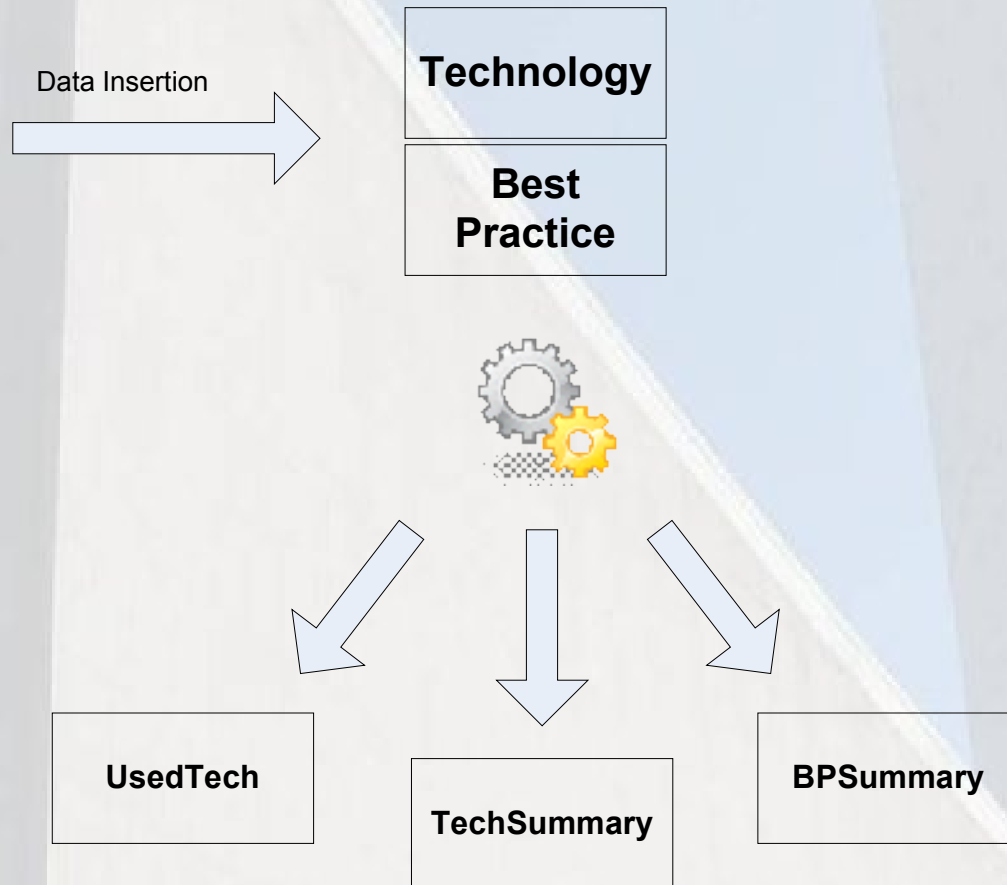 Data Insertion
Technology
Best
Practice
UsedTech
TechSummary
BPSummary